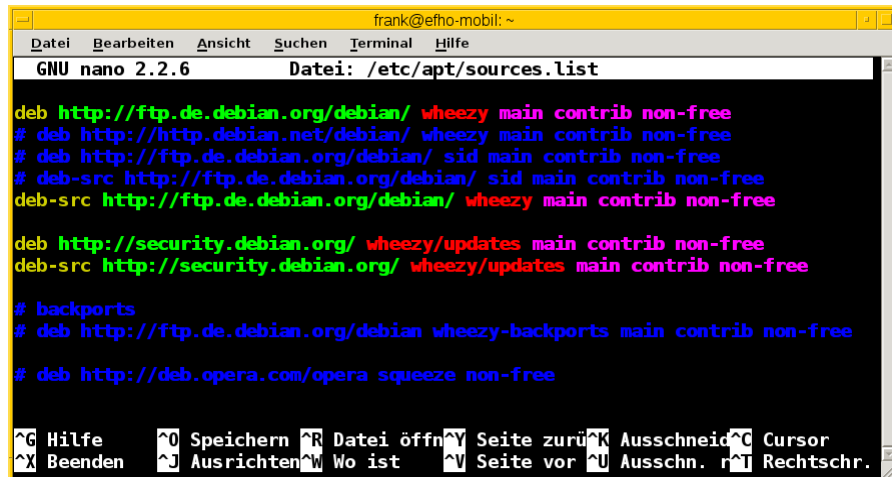 frank@efho-mobil: ~
Datei Bearbeiten Ansicht Suchen Terminal Hilfe
GNU nano 2.2.6 Datei: /etc/apt/sources.list
deb http://ftp.de.debian.org/debian/ wheezy main contrib non-free
# deb http://http.debian.net/debian/ wheezy main contrib non-free
# deb http://ftp.de.debian.org/debian/ sid main contrib non-free
# deb-src http://ftp.de.debian.org/debian/ sid main contrib non-free
deb-src http://ftp.de.debian.org/debian/ wheezy main contrib non-free
deb http://security.debian.org/ wheezy/updates main contrib non-free
deb-src http://security.debian.org/ wheezy/updates main contrib non-free
# backports
# deb http://ftp.de.debian.org/debian wheezy-backports main contrib non-free
# deb http://deb.opera.com/opera squeeze non-free
^G Hilfe ^O Speichern ^R Datei öffn^Y Seite zurü^K Ausschneid^C Cursor
^X Beenden ^J Ausrichten^W Wo ist ^V Seite vor ^U Ausschn. r^T Rechtschr.